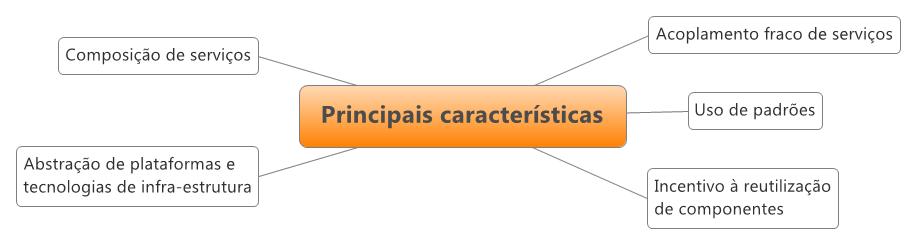 Acoplamento fraco de serviços
Composição de serviços
Principais características
Uso de padrões
Abstração de plataformas e
tecnologias de infra-estrutura
Incentivo à reutilização
de componentes